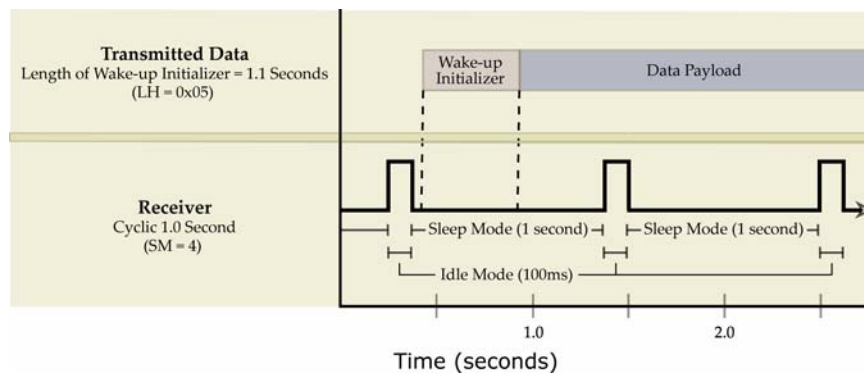 Transmitted Data
Length of Wake-up Initializer = 1.1 Seconds
(LH = 0x05)
Wake-up
Initializer
Data Payload
Receiver
Cyclic 1.0 Second
(SM = 4)
Sleep Mode (1 second)
Sleep Mode (1 second)
Idle Mode (100ms)
1.0
2.0
Time (seconds)